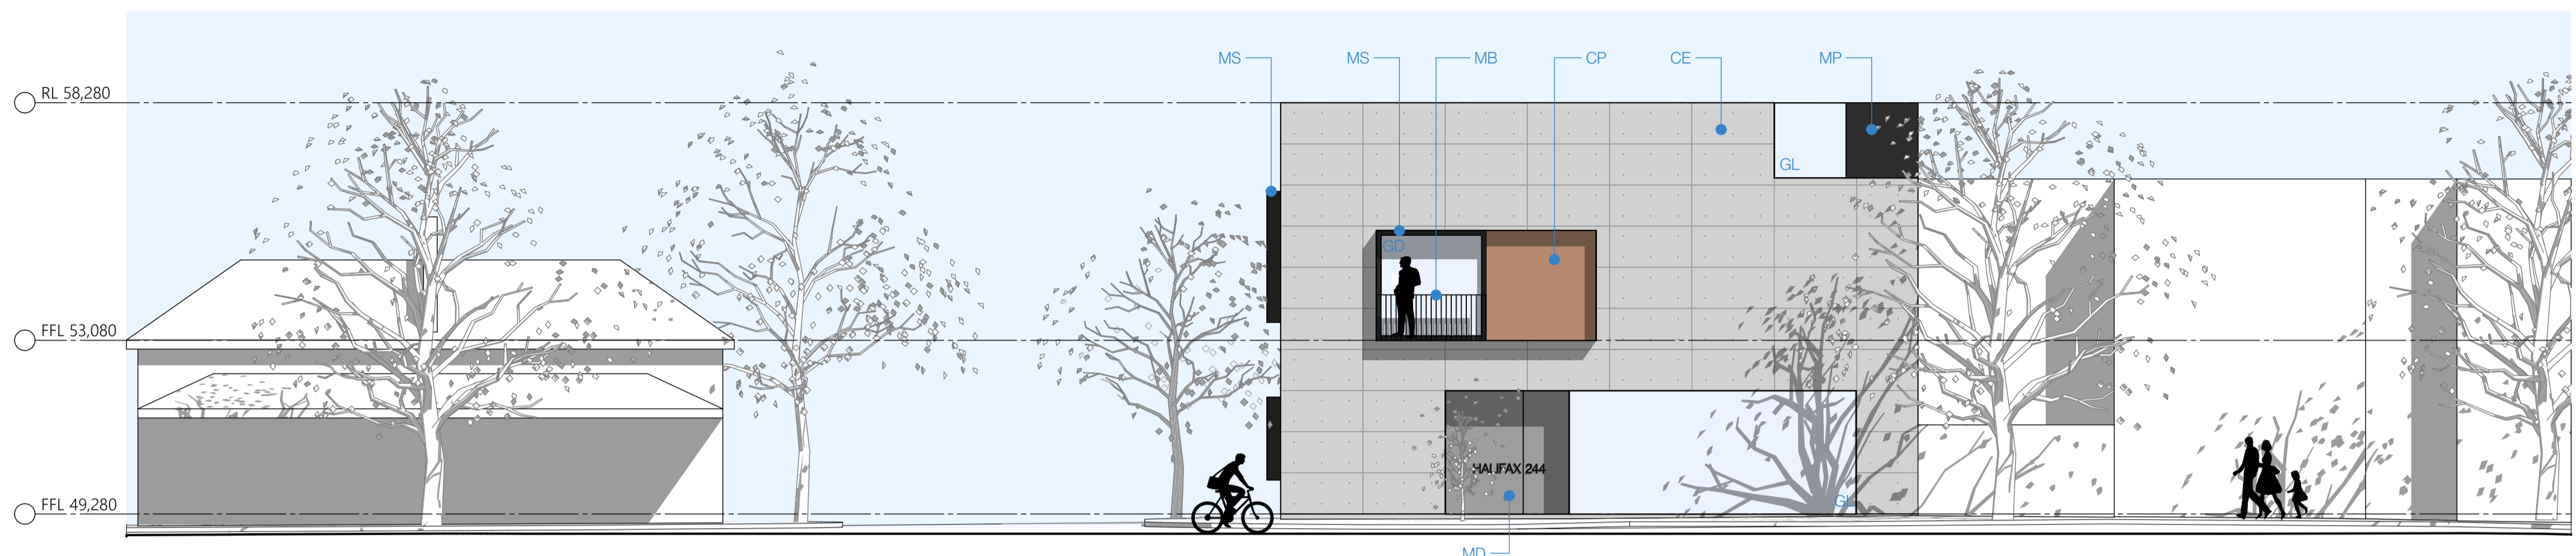 MS
MS
MB
CP
CE
MP
RL 58,280
GL
GD
FFL 53,080
HALIFAX 244
FFL 49,280
GL
MD